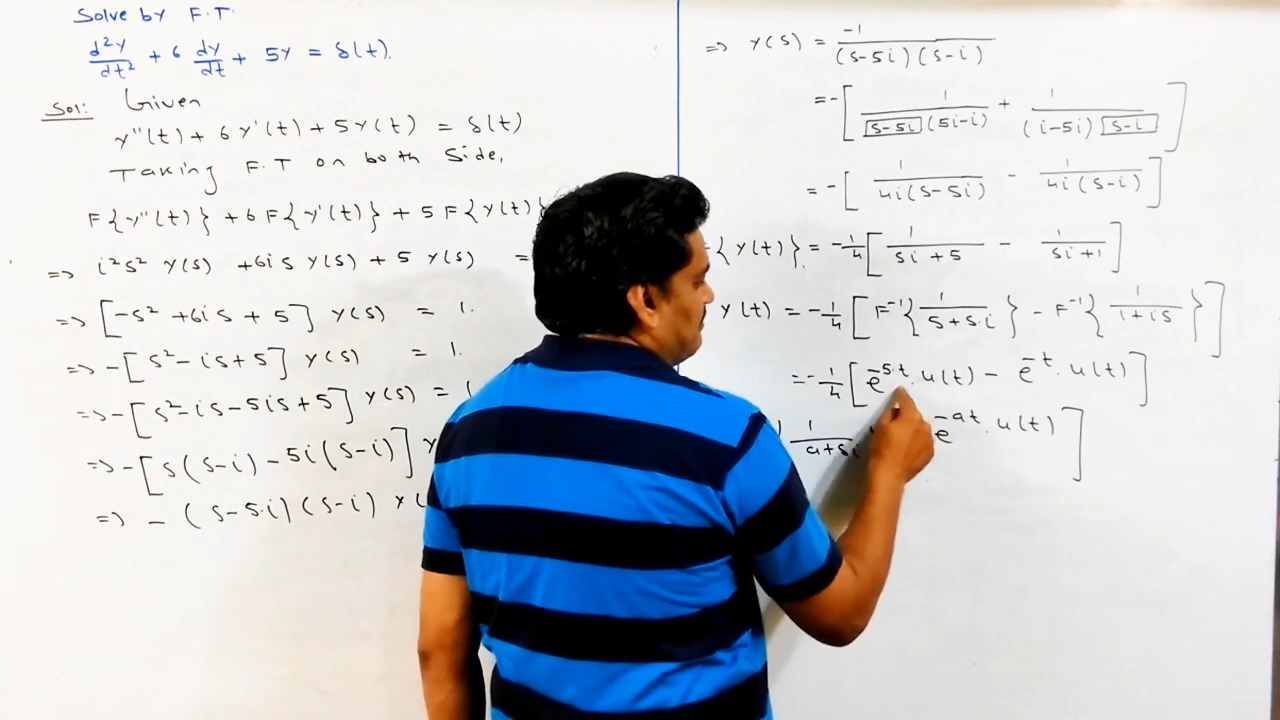 Solve by F.T.
d²y/dt² + 6 dy/dt + 5y = δ(t).
Sol: Given
y''(t) + 6 y'(t) + 5y(t) = δ(t)
Taking F.T on both side,
F{y''(t)} + 6 F{y'(t)} + 5 F{y(t)}
=> i²s² y(s) + 6is y(s) + 5 y(s) =
=> [-s² + 6is + 5] y(s) = 1.
=> -[s² - is + 5] y(s) = 1.
=> -[s² - is - 5is + 5] y(s) = 1
=> -[s(s-i) - 5i(s-i)] y
=> - (s-5i)(s-i) y(
=> y(s) = -1/(s-5i)(s-i)
= -[1/(s-5i)(5i-i) + 1/(i-5i)(s-i)]
= -[1/4i(s-5i) - 1/4i(s-i)]
{y(t)} = -1/4[1/si+5 - 1/si+1]
y(t) = -1/4[F⁻¹{1/5+s.i} - F⁻¹{1/1+is}]
= -1/4[e^-5.t . u(t) - e^-t . u(t)]
1/a+si e^-at . u(t)]